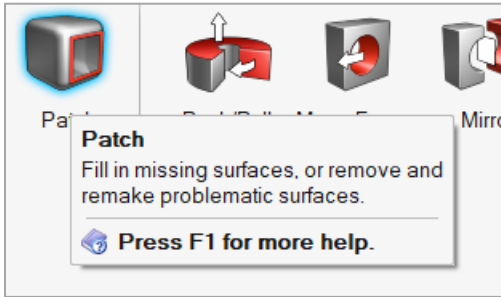 Patch
Fill in missing surfaces, or remove and
remake problematic surfaces.
Press F1 for more help.